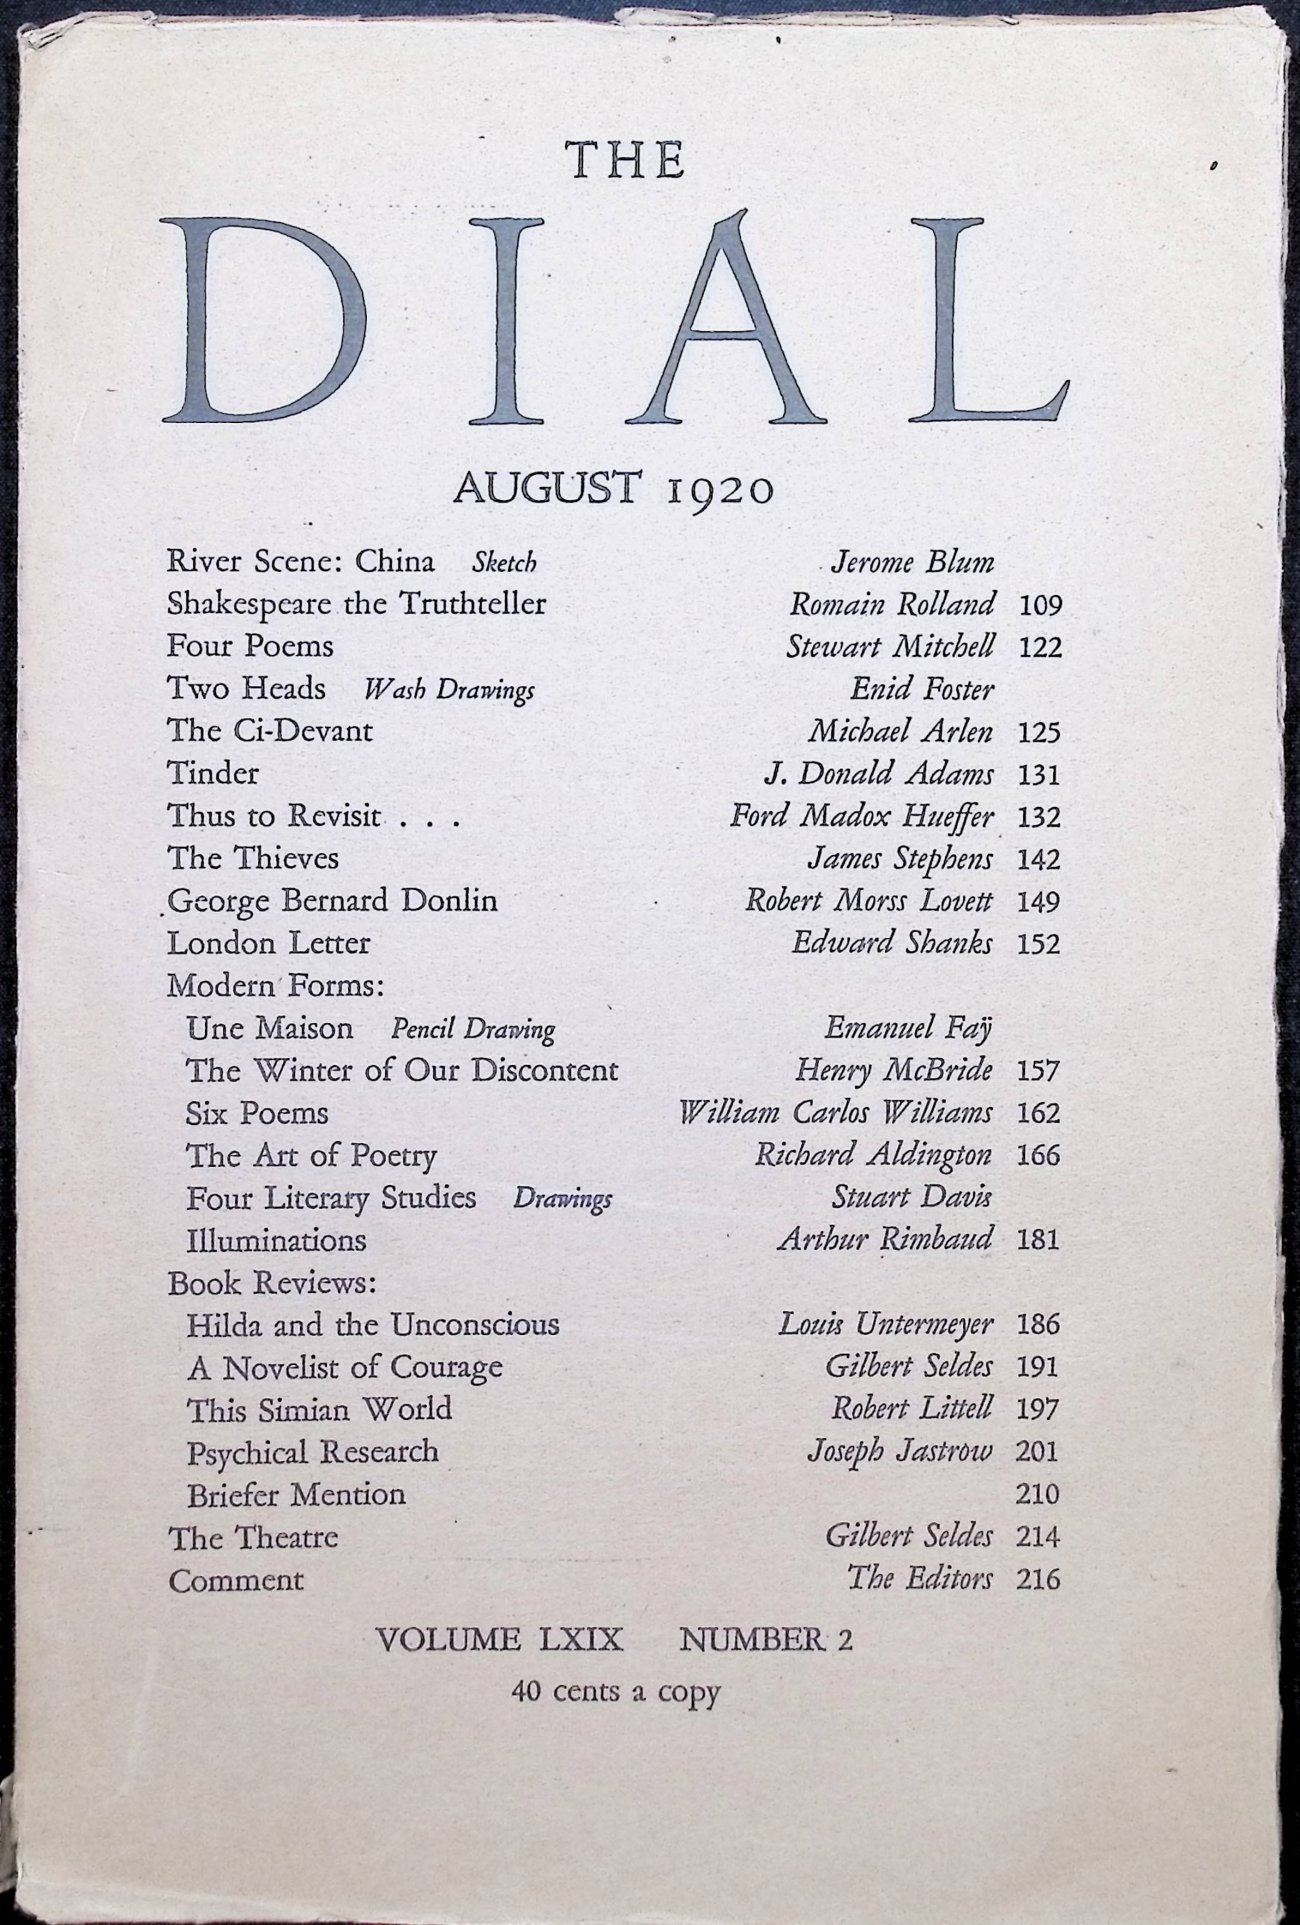 THE
DIAL
AUGUST 1920
River Scene: China Sketch Jerome Blum
Shakespeare the Truthteller Romain Rolland 109
Four Poems Stewart Mitchell 122
Two Heads Wash Drawings Enid Foster
The Ci-Devant Michael Arlen 125
Tinder J. Donald Adams 131
Thus to Revisit . . . Ford Madox Hueffer 132
The Thieves James Stephens 142
George Bernard Donlin Robert Morss Lovett 149
London Letter Edward Shanks 152
Modern Forms:
Une Maison Pencil Drawing Emanuel Faÿ
The Winter of Our Discontent Henry McBride 157
Six Poems William Carlos Williams 162
The Art of Poetry Richard Aldington 166
Four Literary Studies Drawings Stuart Davis
Illuminations Arthur Rimbaud 181
Book Reviews:
Hilda and the Unconscious Louis Untermeyer 186
A Novelist of Courage Gilbert Seldes 191
This Simian World Robert Littell 197
Psychical Research Joseph Jastrow 201
Briefer Mention 210
The Theatre Gilbert Seldes 214
Comment The Editors 216
VOLUME LXIX NUMBER 2
40 cents a copy